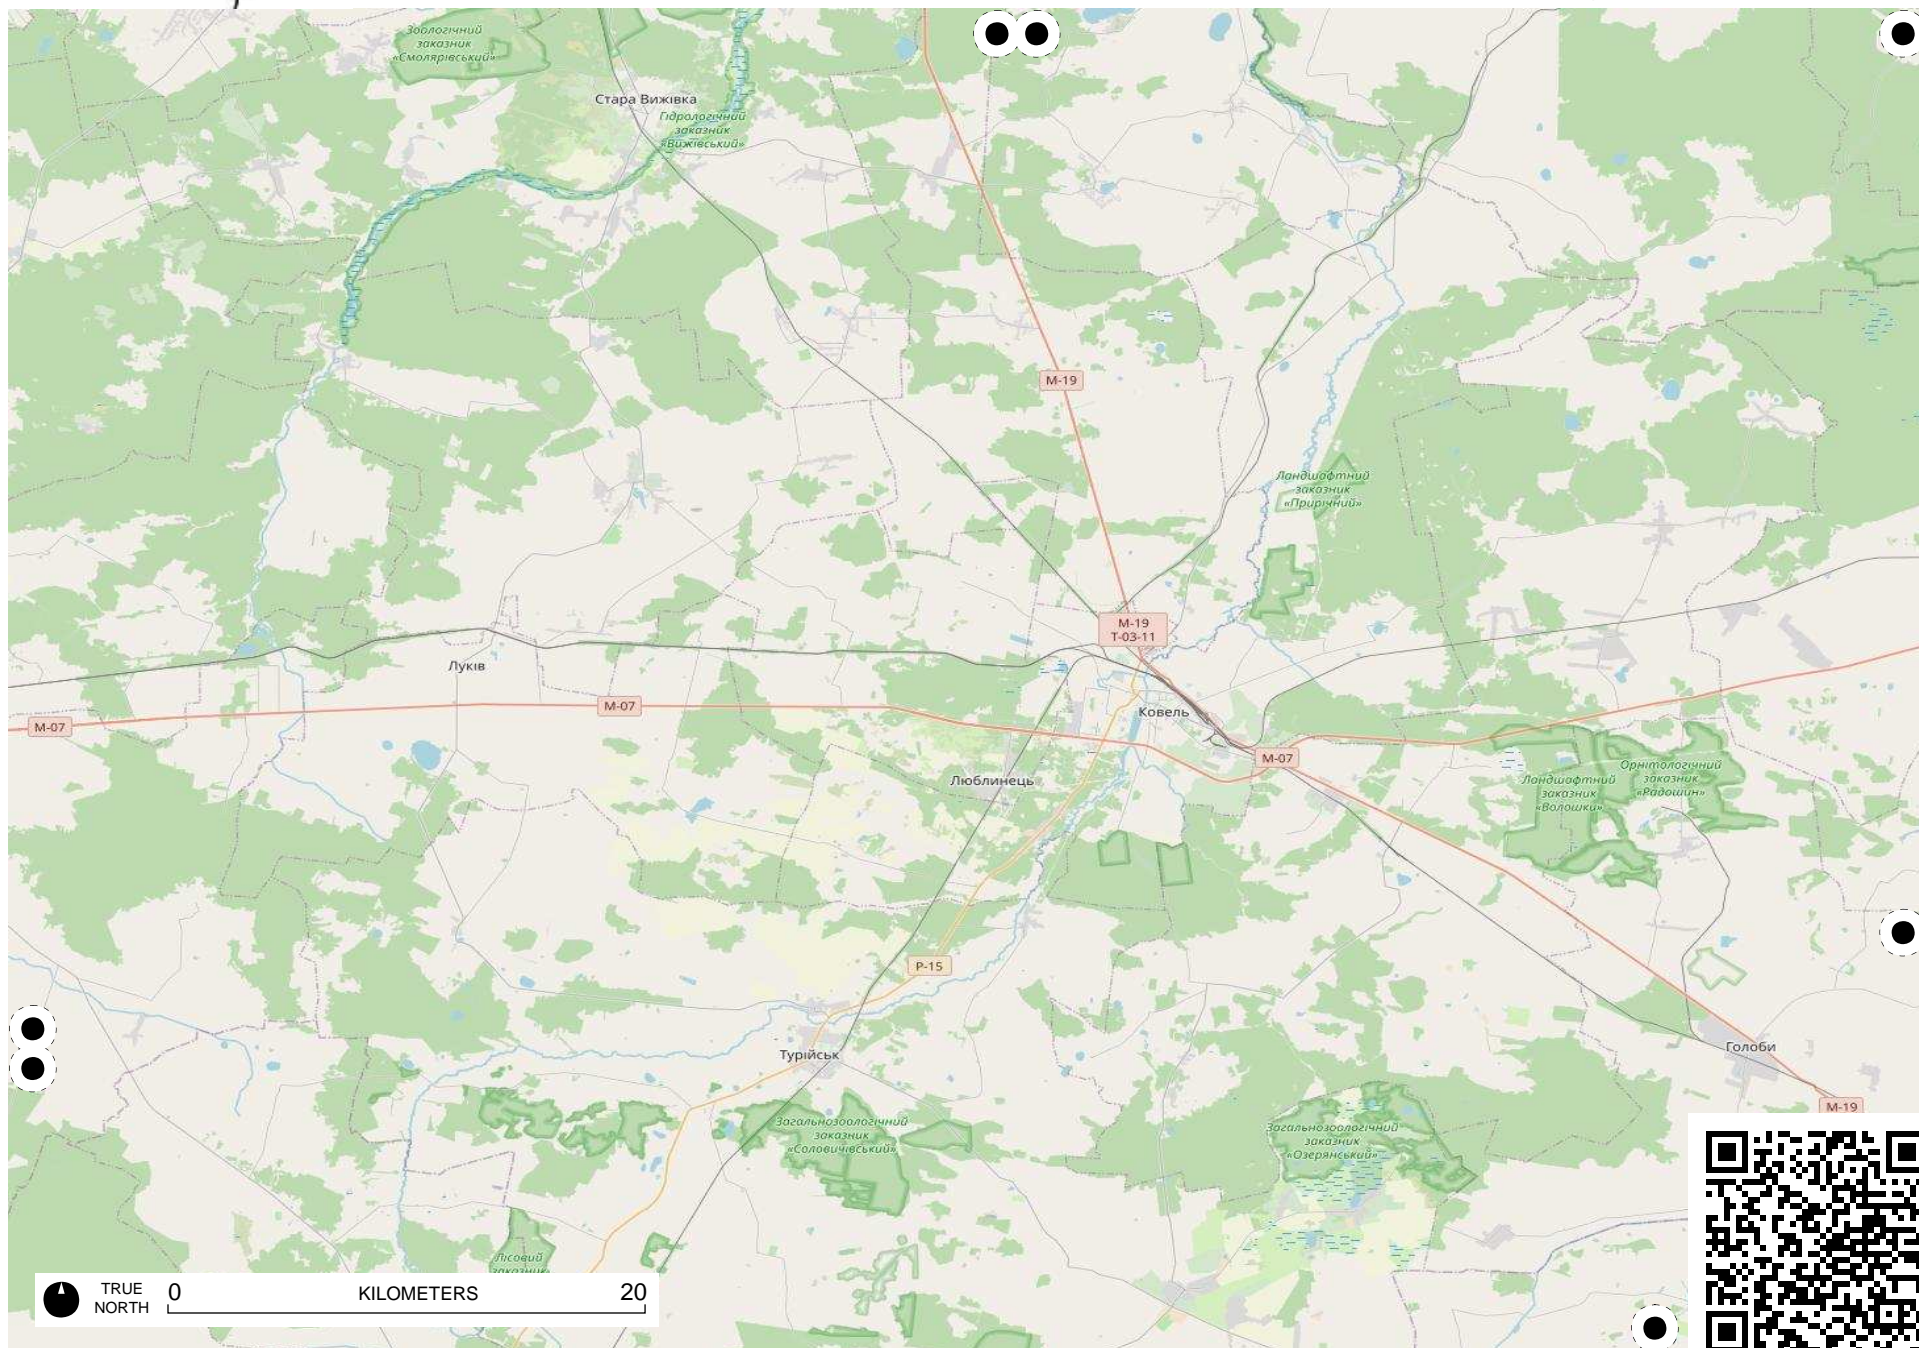 Зоологічний
заказник
«Смолярівський»
Стара Вижівка
Гідрологічний
заказник
«Вижівський»
М-19
Ландшафтний
заказник
«Прирічний»
М-19
Т-03-11
Луків
М-07
М-07
Ковель
М-07
Люблинець
Орнітологічний
заказник
«Радошин»
Ландшафтний
заказник
«Волошки»
Р-15
Турійськ
Голоби
М-19
Загальнозоологічний
заказник
«Соловичівський»
Загальнозоологічний
заказник
«Озерянський»
Лісовий
заказник
TRUE
NORTH
0 KILOMETERS 20